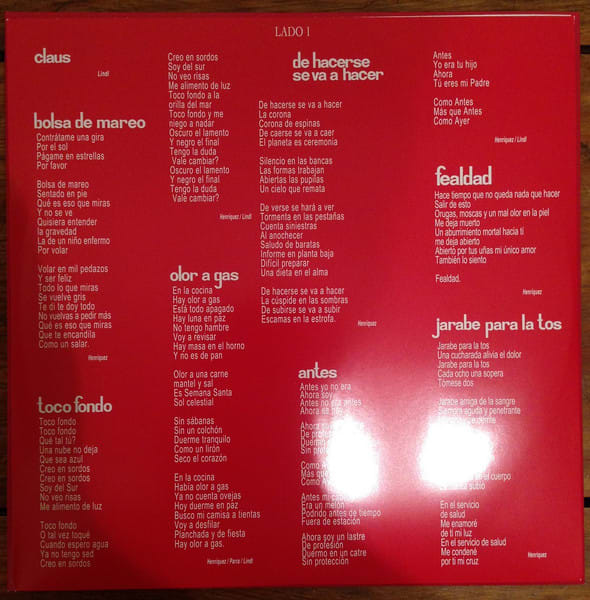 LADO 1
claus
Lindl
bolsa de mareo
Contrátame una gira
Por el sol
Págame en estrellas
Por favor
Bolsa de mareo
Sentado en pie
Qué es eso que miras
Y no se ve
Quisiera entender
la gravedad
La de un niño enfermo
Por volar
Volar en mil pedazos
Y ser feliz
Todo lo que miras
Se vuelve gris
Te di te doy todo
No vuelvas a pedir más
Qué es eso que miras
Que te encandila
Como un salar.
Henríquez
toco fondo
Toco fondo
Toco fondo
Qué tal tú?
Una nube no deja
Que sea azul
Creo en sordos
Creo en sordos
Soy del Sur
No veo risas
Me alimento de luz
Toco fondo
O tal vez toqué
Cuando espero agua
Ya no tengo sed
Creo en sordos
Creo en sordos
Soy del sur
No veo risas
Me alimento de luz
Toco fondo a la
orilla del mar
Toco fondo y me
niego a nadar
Oscuro el lamento
Y negro el final
Tengo la duda
Vale cambiar?
Oscuro el lamento
Y negro el final
Tengo la duda
Vale cambiar?
Henríquez / Lindl
olor a gas
En la cocina
Hay olor a gas
Está todo apagado
Hay luna en paz
No tengo hambre
Voy a revisar
Hay masa en el horno
Y no es de pan
Olor a una carne
mantel y sal
Es Semana Santa
Sol celestial
Sin sábanas
Sin un colchón
Duerme tranquilo
Como un lirón
Seco el corazón
En la cocina
Había olor a gas
Ya no cuenta ovejas
Hoy duerme en paz
Busco mi camisa a tientas
Voy a desfilar
Planchada y de fiesta
Hay olor a gas.
Henríquez / Parra / Lindl
de hacerse
se va a hacer
De hacerse se va a hacer
La corona
Corona de espinas
De caerse se va a caer
El planeta es ceremonia
Silencio en las bancas
Las formas trabajan
Abiertas las pupilas
Un cielo que remata
De verse se hará a ver
Tormenta en las pestañas
Cuenta siniestras
Al anochecer
Saludo de baratas
Informe en planta baja
Difícil preparar
Una dieta en el alma
De hacerse se va a hacer
La cúspide en las sombras
De subirse se va a subir
Escamas en la estrofa.
Henríquez
antes
Antes yo no era
Ahora soy
Antes no era antes
Ahora
Ahora
De
Sin
Como
Más
Como
Antes mi
Era un melón
Podrido antes de tiempo
Fuera de estación
Ahora soy un lastre
De profesión
Quermo en un catre
Sin protección
Antes
Yo era tu hijo
Ahora
Tú eres mi Padre
Como Antes
Más que Antes
Como Ayer
Henríquez / Lindl
fealdad
Hace tiempo que no queda nada que hacer
Salir de esto
Orugas, moscas y un mal olor en la piel
Me deja muerto
Un aburrimiento mortal hacia ti
me deja abierto
Abierto por tus uñas mi único amor
También lo siento
Fealdad.
Henríquez
jarabe para la tos
Jarabe para la tos
Una cucharada alivia el dolor
Jarabe para la tos
Cada ocho una sopera
Tómese dos
Jarabe amiga de la sangre
Siempre aguda y penetrante
en el cuerpo
subió
En el servicio
de salud
Me enamoré
de ti mi luz
En el servicio de salud
Me condené
por ti mi cruz
Henríquez